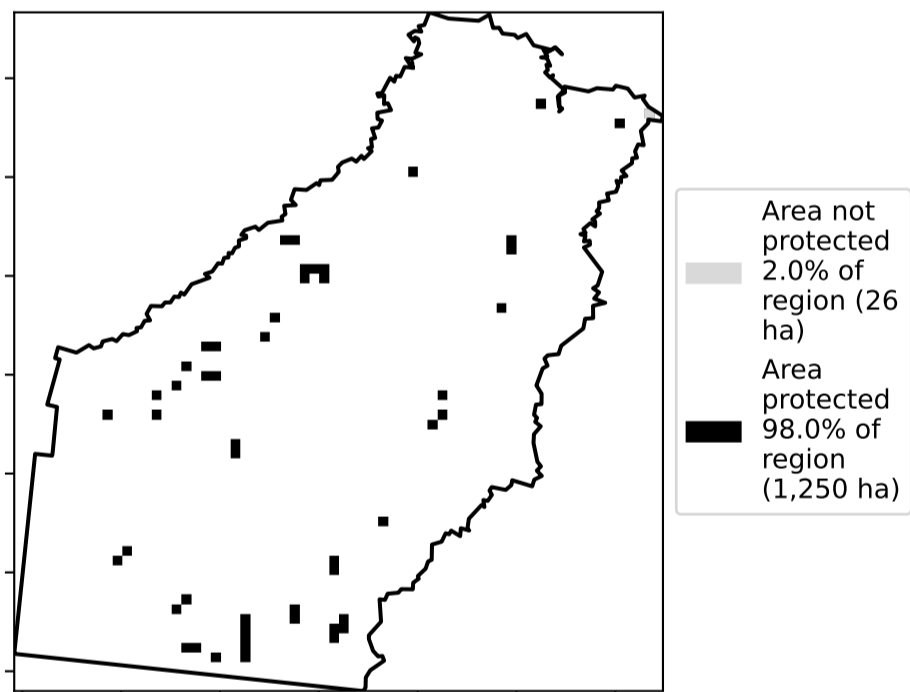 Area not
protected
2.0% of
region (26
ha)
Area
protected
98.0% of
region
(1,250 ha)